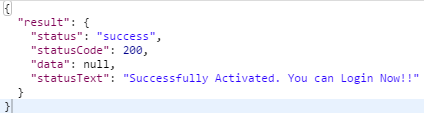 {
  "result": {
    "status": "success",
    "statusCode": 200,
    "data": null,
    "statusText": "Successfully Activated. You can Login Now!!"
  }
}